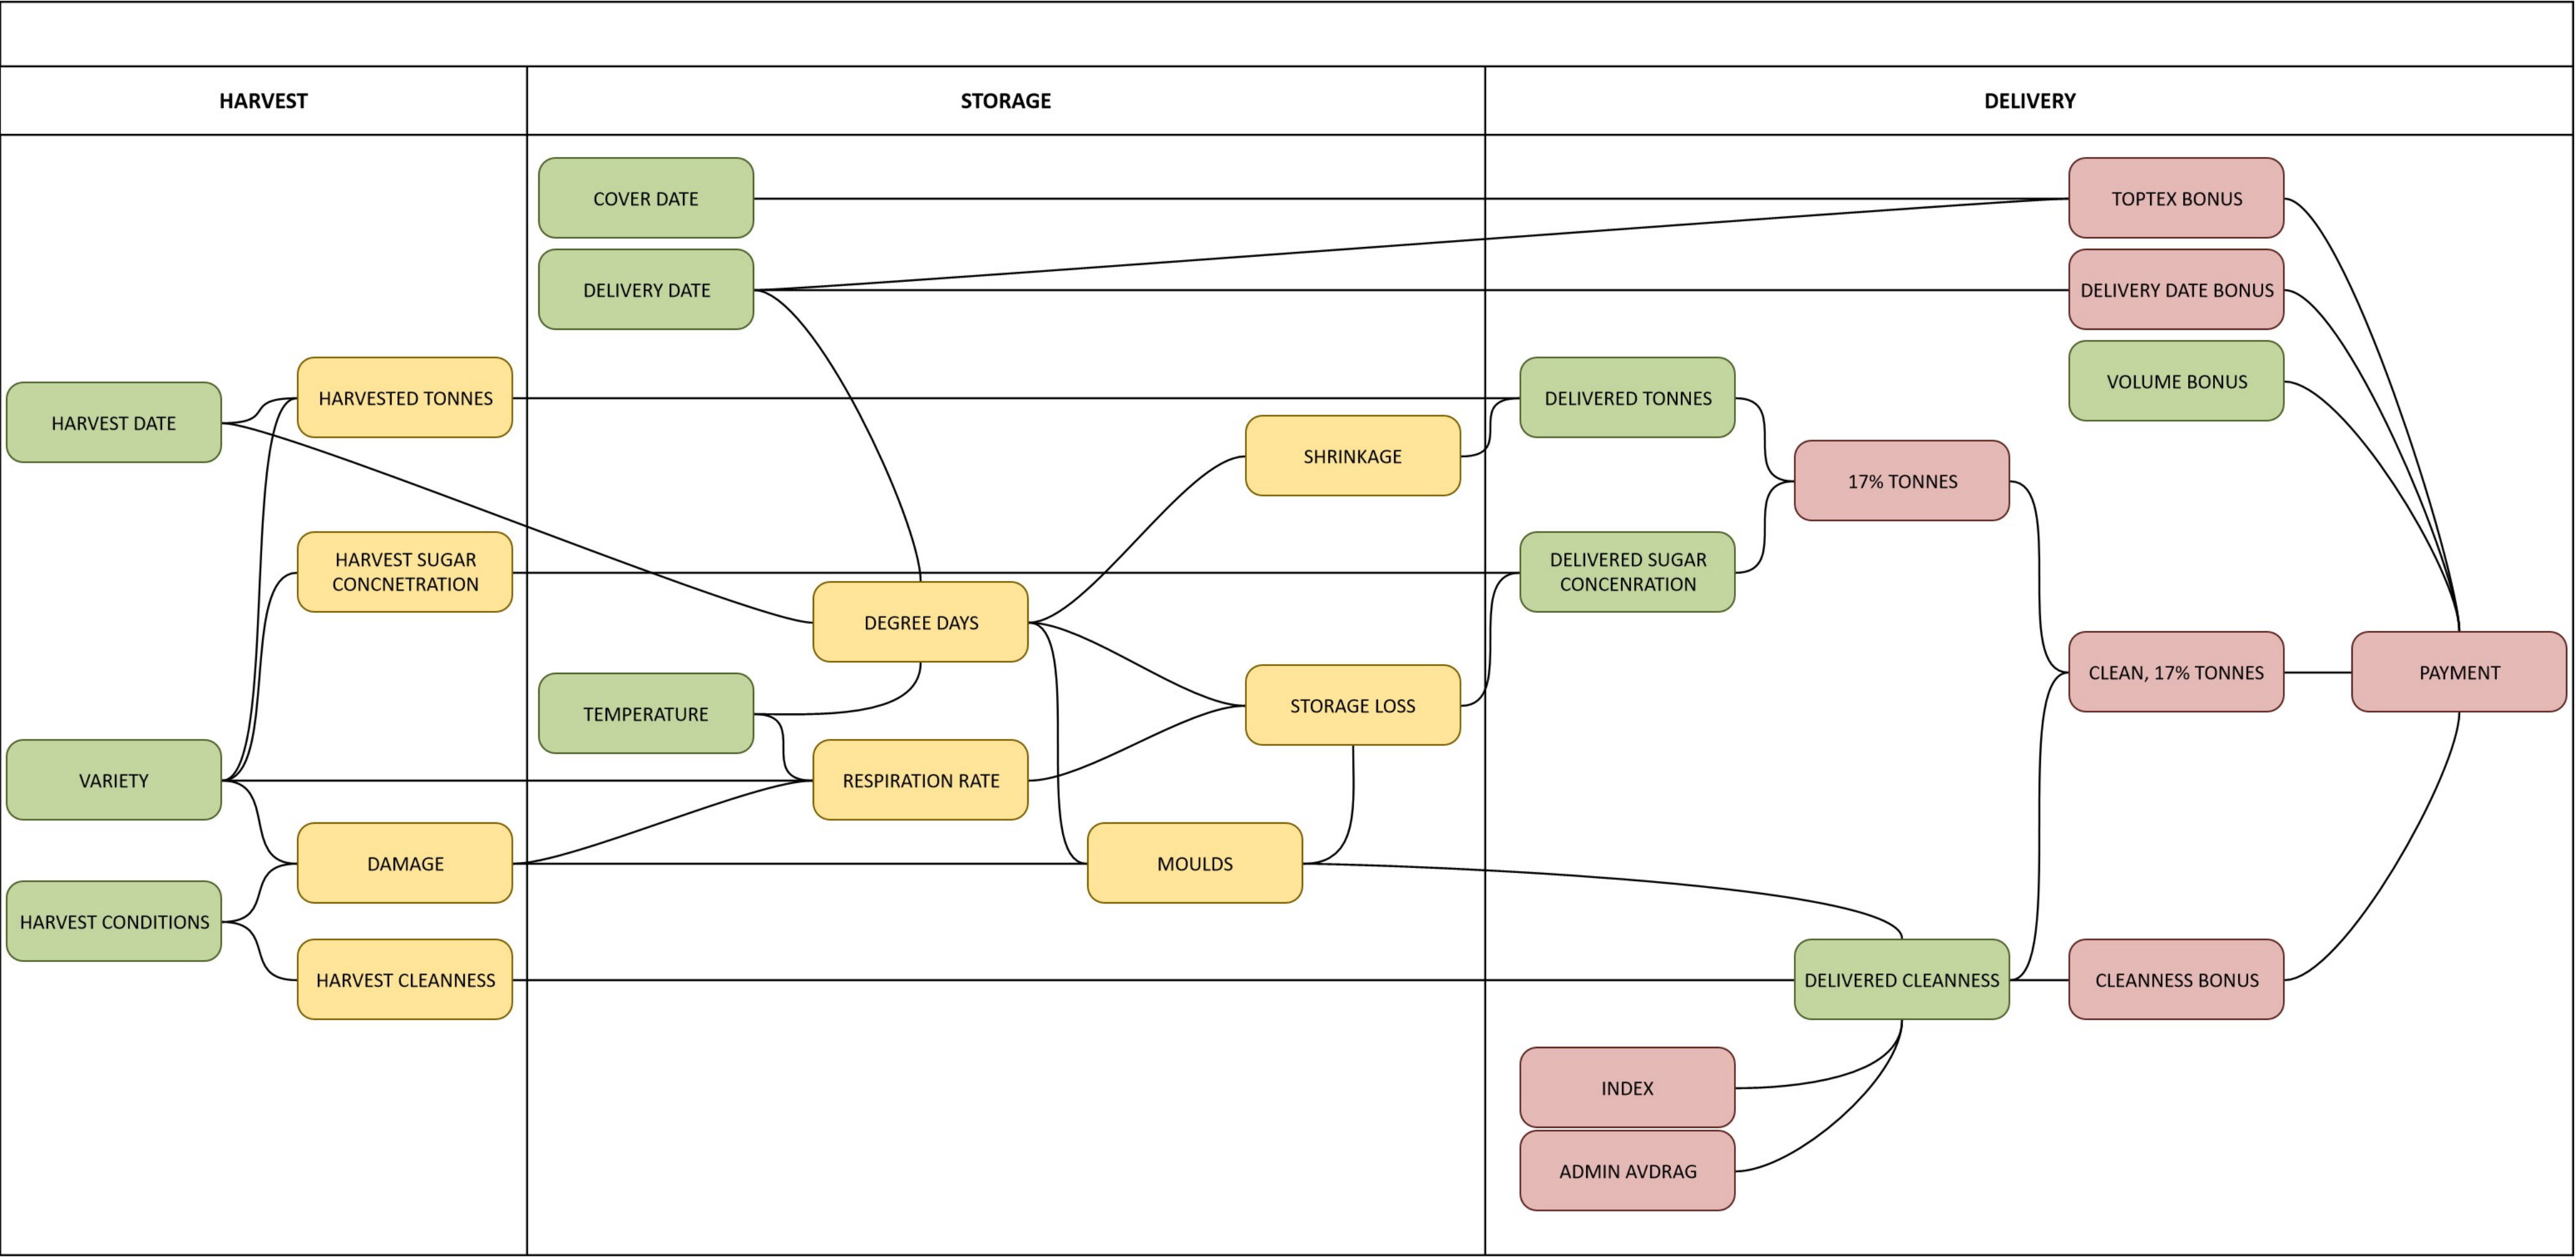 HARVEST
STORAGE
DELIVERY
COVER DATE
TOPTEX BONUS
DELIVERY DATE
DELIVERY DATE BONUS
VOLUME BONUS
HARVEST DATE
HARVESTED TONNES
DELIVERED TONNES
SHRINKAGE
17% TONNES
HARVEST SUGAR
CONCNETRATION
DELIVERED SUGAR
CONCENRATION
DEGREE DAYS
CLEAN, 17% TONNES
PAYMENT
TEMPERATURE
STORAGE LOSS
VARIETY
RESPIRATION RATE
DAMAGE
MOULDS
HARVEST CONDITIONS
HARVEST CLEANNESS
DELIVERED CLEANNESS
CLEANNESS BONUS
INDEX
ADMIN AVDRAG